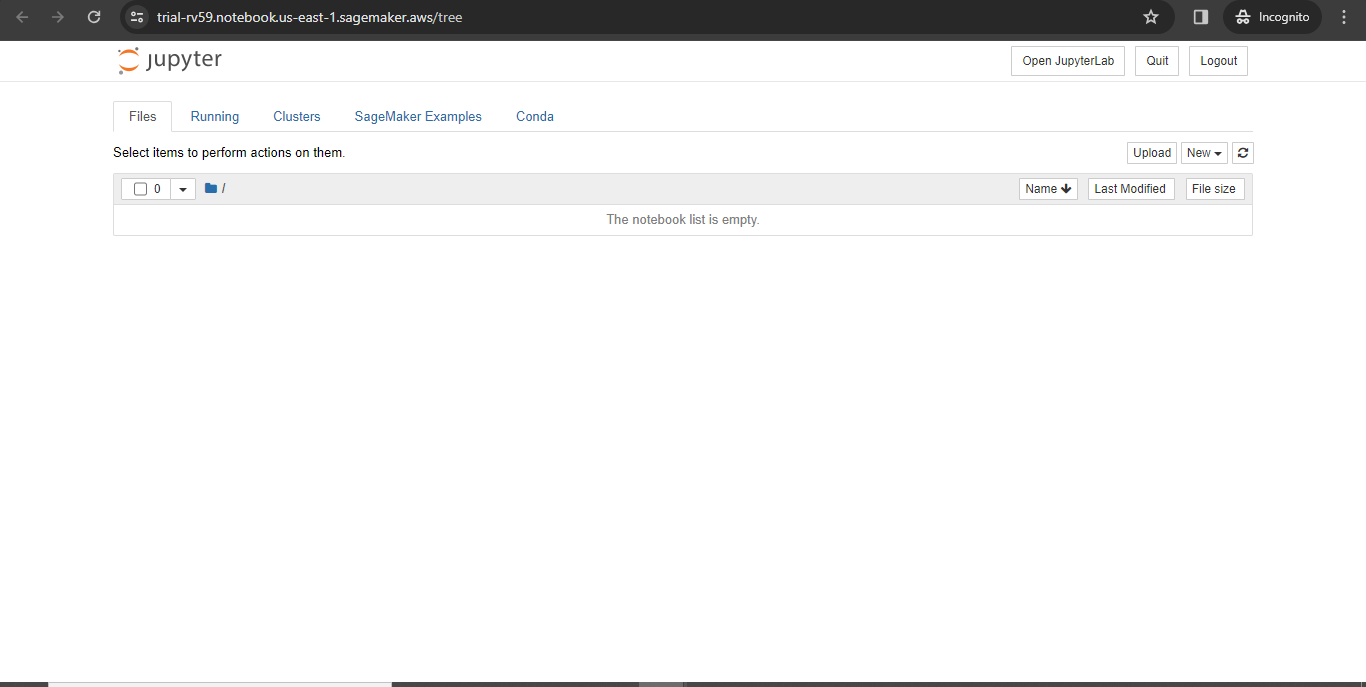 trial-rv59.notebook.us-east-1.sagemaker.aws/tree
Incognito
jupyter
Open JupyterLab
Quit
Logout
Files
Running
Clusters
SageMaker Examples
Conda
Select items to perform actions on them.
Upload
New
0
/
Name
Last Modified
File size
The notebook list is empty.